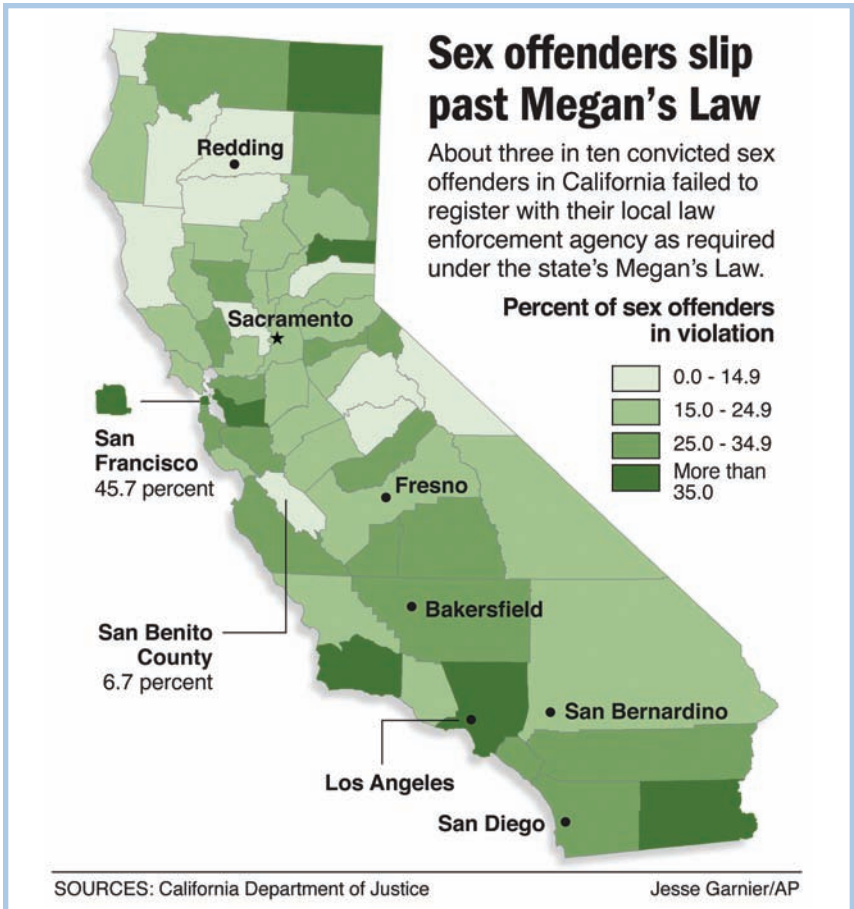 Sex offenders slip
past Megan's Law
About three in ten convicted sex
offenders in California failed to
register with their local law
enforcement agency as required
under the state's Megan's Law.
Percent of sex offenders
in violation
0.0 - 14.9
15.0 - 24.9
25.0 - 34.9
More than
35.0
Redding
Sacramento
San
Francisco
45.7 percent
Fresno
Bakersfield
San Benito
County
6.7 percent
San Bernardino
Los Angeles
San Diego
SOURCES: California Department of Justice
Jesse Garnier/AP